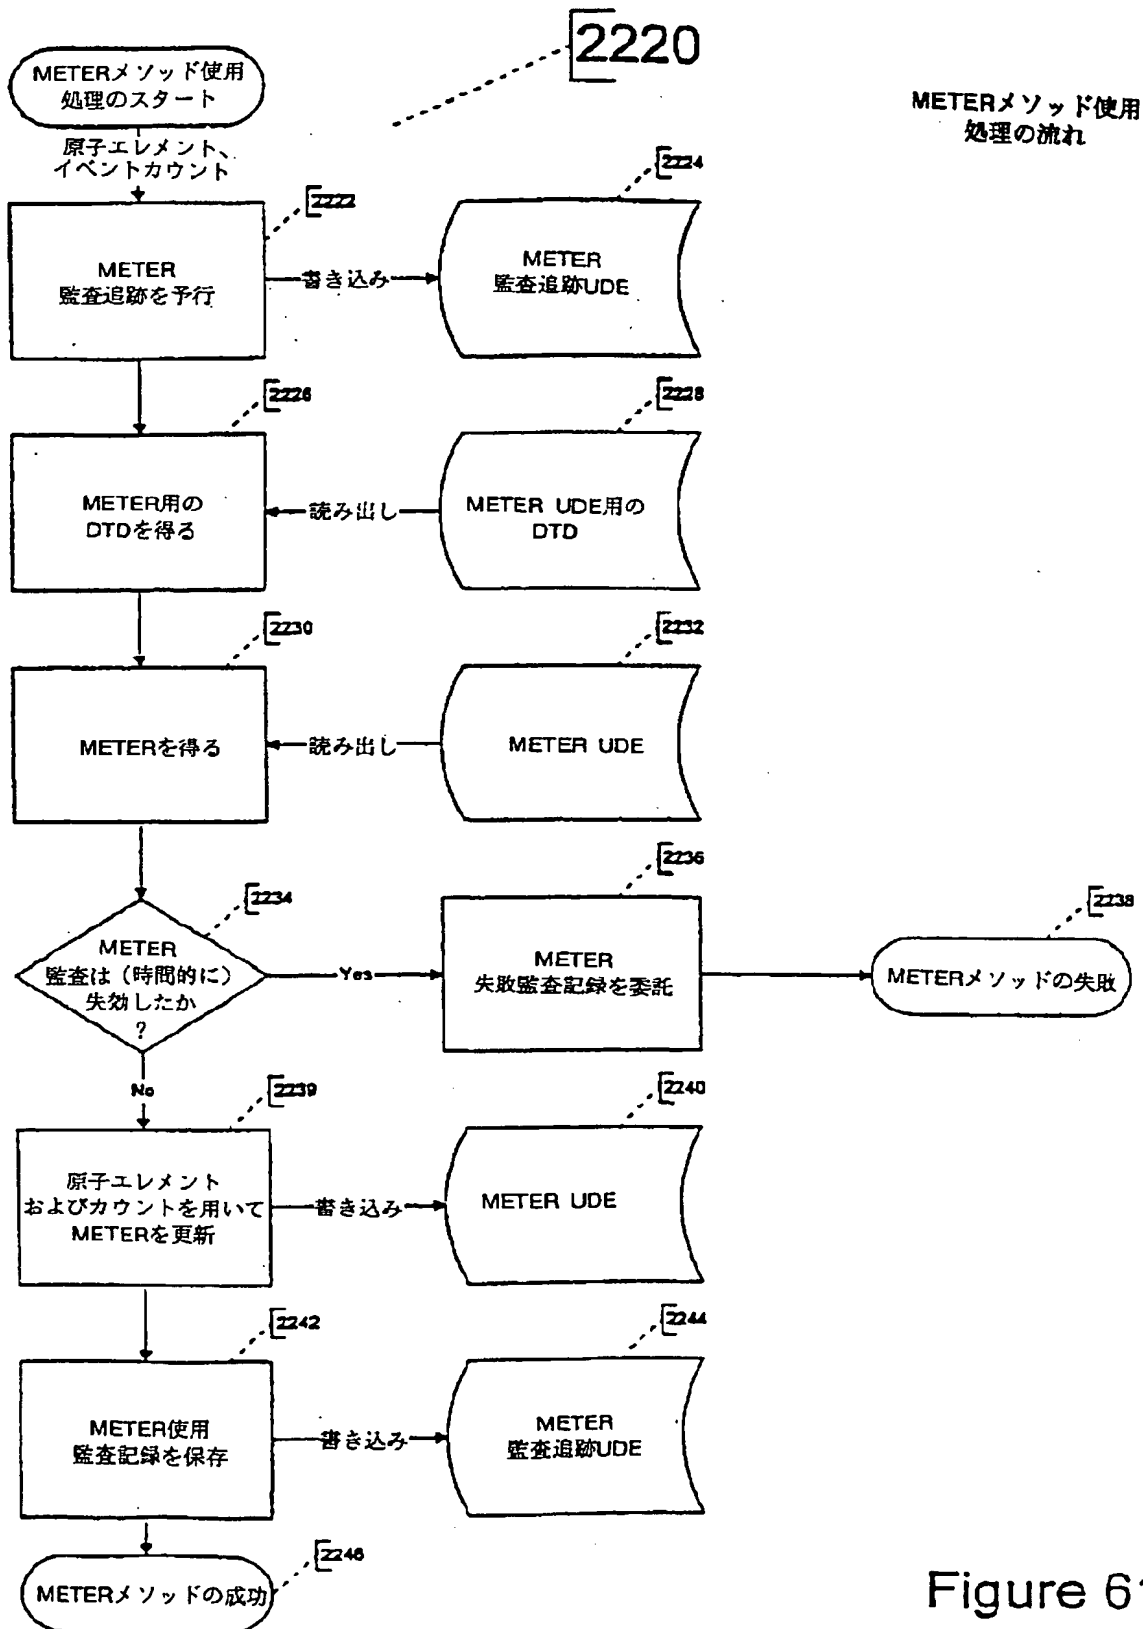 2220
METERメソッド使用
処理のスタート
METERメソッド使用
処理の流れ
原子エレメント、
イベントカウント
2222
2224
METER
監査追跡を予行
書き込み
METER
監査追跡UDE
2226
2228
METER用の
DTDを得る
読み出し
METER UDE用の
DTD
2230
2232
METERを得る
読み出し
METER UDE
2234
2236
2238
METER
監査は(時間的に)
失効したか
?
Yes
METER
失敗監査記録を委託
METERメソッドの失敗
No
2239
2240
原子エレメント
およびカウントを用いて
METERを更新
書き込み
METER UDE
2242
2244
METER使用
監査記録を保存
書き込み
METER
監査追跡UDE
2246
METERメソッドの成功
Figure 61